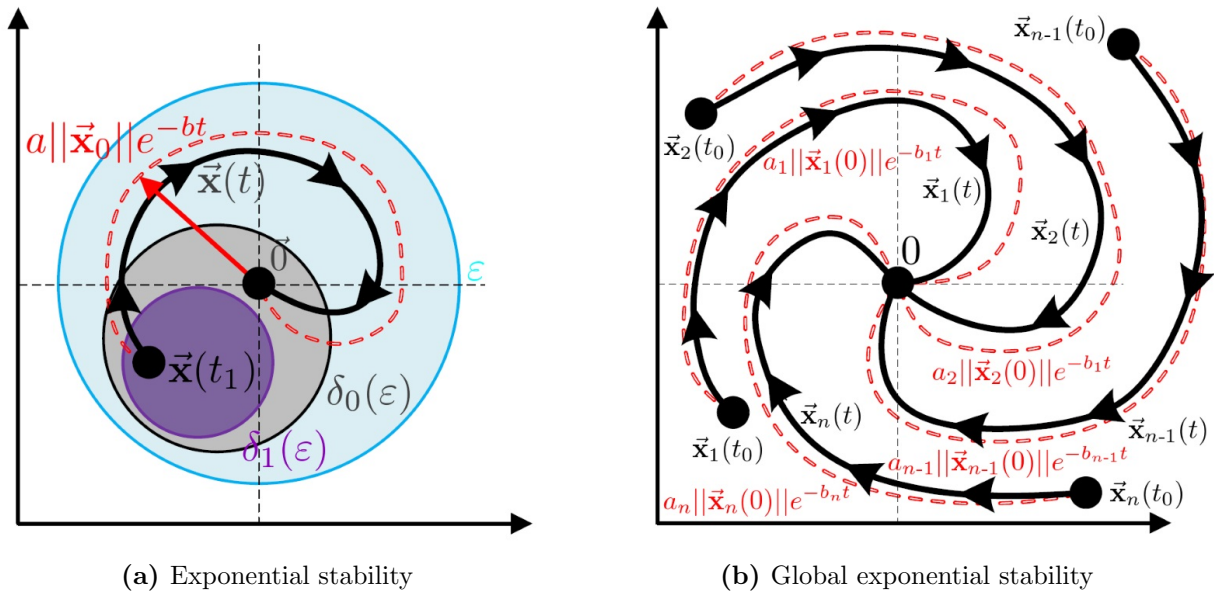 a||x⃗₀||e^{-bt}
x⃗(t)
0⃗
ε
x⃗(t₁)
δ₀(ε)
δ₁(ε)
(a) Exponential stability
x⃗ₙ₋₁(t₀)
x⃗₂(t₀)
a₁||x⃗₁(0)||e^{-b₁t}
x⃗₁(t)
x⃗₂(t)
0
a₂||x⃗₂(0)||e^{-b₁t}
x⃗ₙ(t)
x⃗ₙ₋₁(t)
x⃗₁(t₀)
aₙ₋₁||x⃗ₙ₋₁(0)||e^{-bₙ₋₁t}
aₙ||x⃗ₙ(0)||e^{-bₙt}
x⃗ₙ(t₀)
(b) Global exponential stability